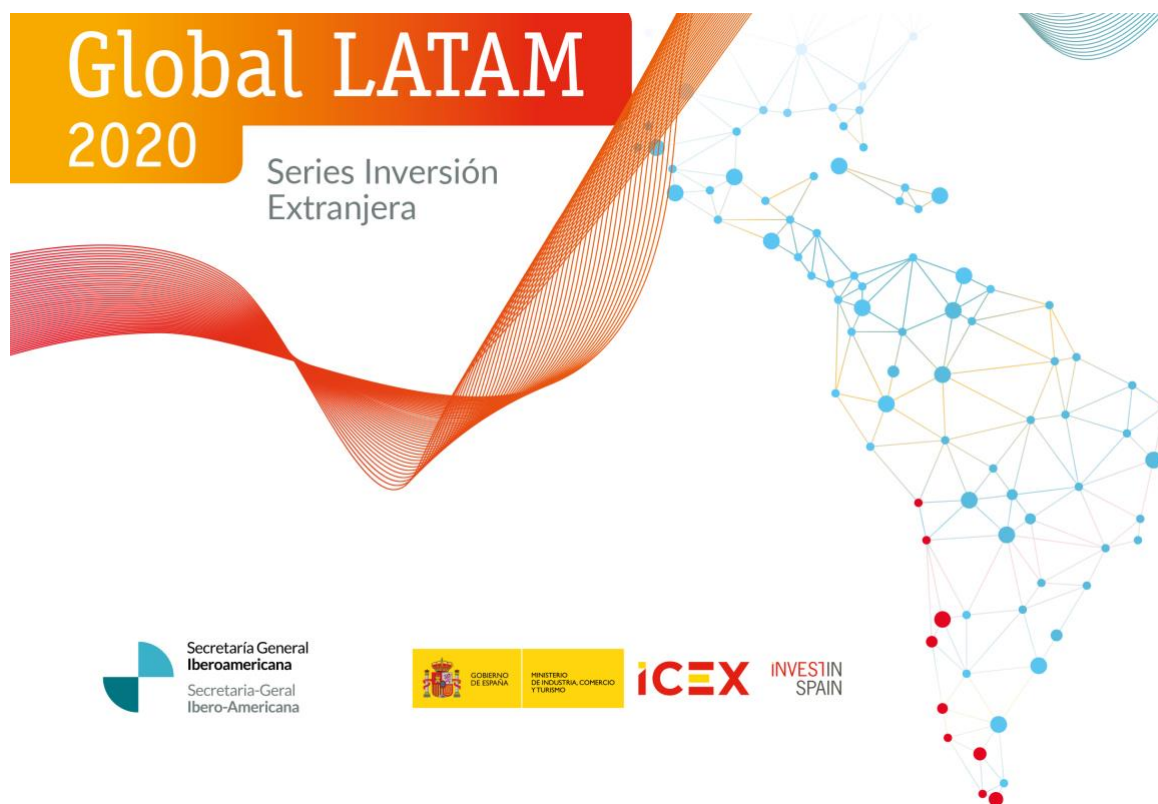 Global LATAM
2020
Series Inversión
Extranjera
Secretaría General
Iberoamericana
Secretaria-Geral
Ibero-Americana
GOBIERNO
DE ESPAÑA
MINISTERIO
DE INDUSTRIA, COMERCIO
Y TURISMO
ICEX
INVEST IN
SPAIN